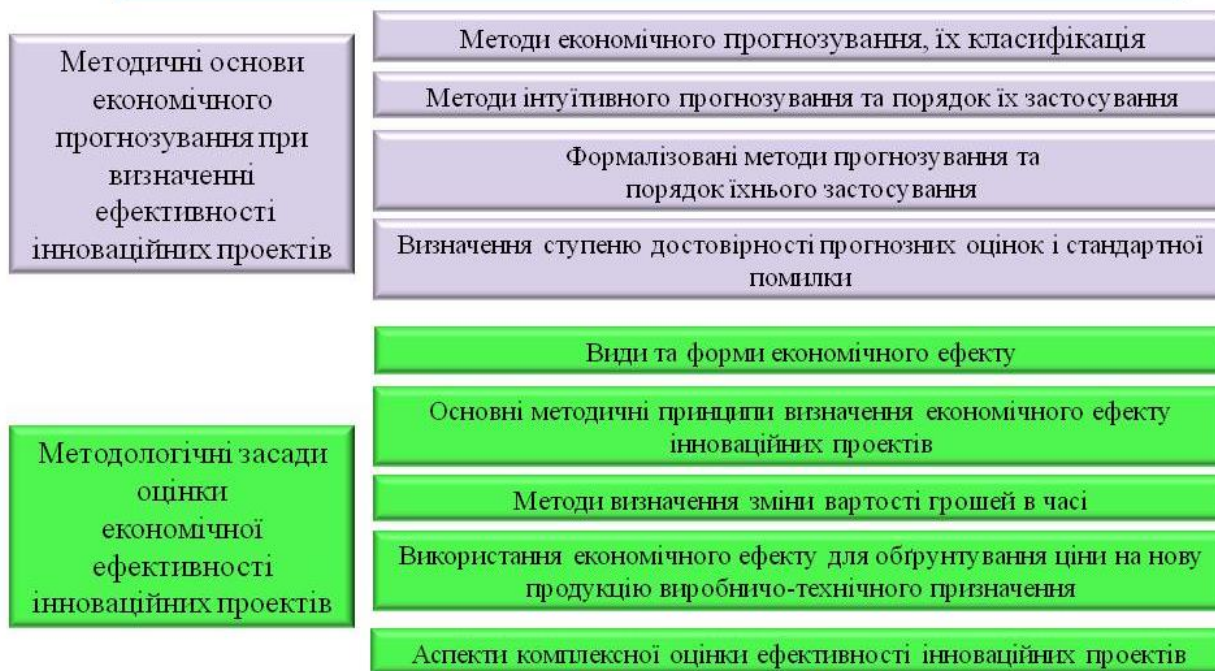 Методичні основи
економічного
прогнозування при
визначенні
ефективності
інноваційних проектів
Методи економічного прогнозування, їх класифікація
Методи інтуїтивного прогнозування та порядок їх застосування
Формалізовані методи прогнозування та
порядок їхнього застосування
Визначення ступеню достовірності прогнозних оцінок і стандартної
помилки
Методологічні засади
оцінки
економічної
ефективності
інноваційних проектів
Види та форми економічного ефекту
Основні методичні принципи визначення економічного ефекту
інноваційних проектів
Методи визначення зміни вартості грошей в часі
Використання економічного ефекту для обґрунтування ціни на нову
продукцію виробничо-технічного призначення
Аспекти комплексної оцінки ефективності інноваційних проектів